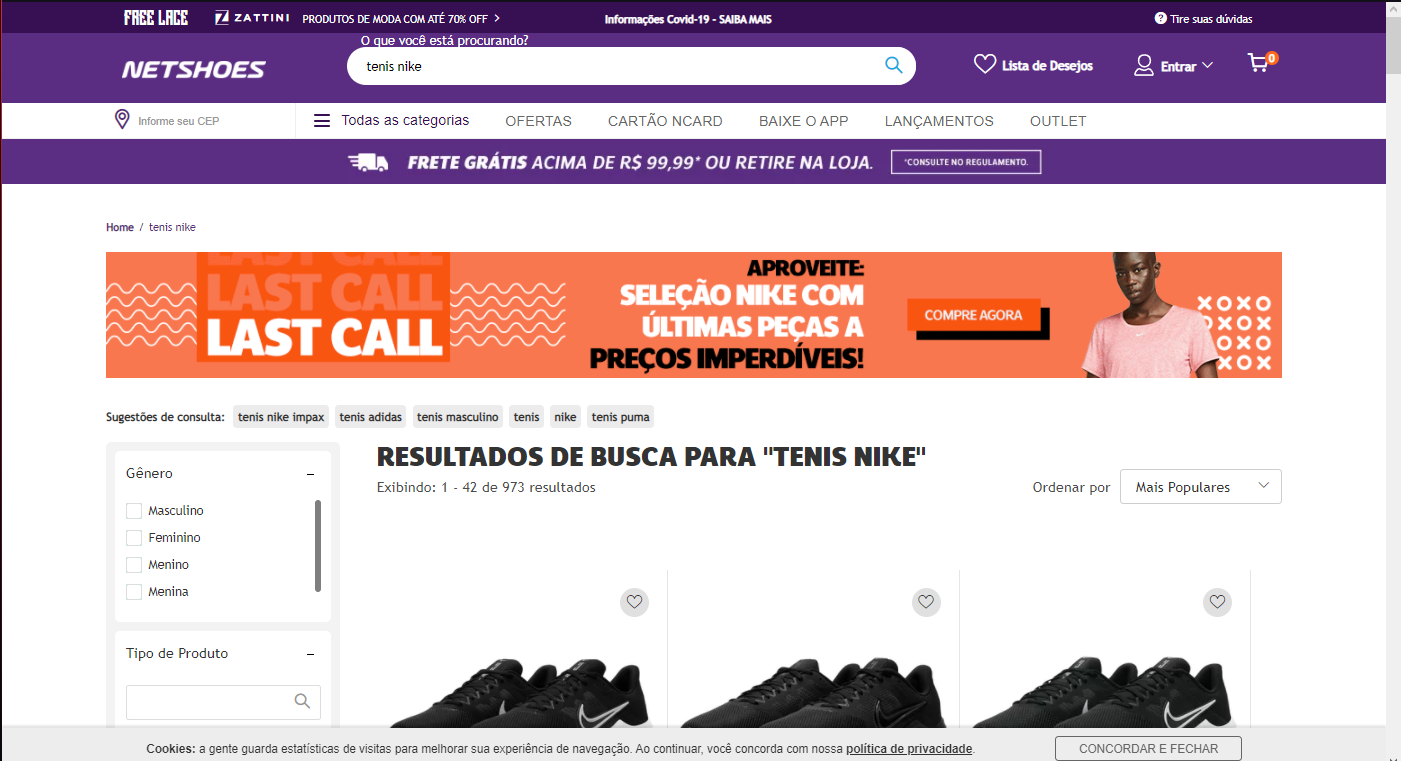 FREE LACE
ZATTINI
PRODUTOS DE MODA COM ATÉ 70% OFF
Informações Covid-19 - SAIBA MAIS
Tire suas dúvidas
O que você está procurando?
NETSHOES
tenis nike
Lista de Desejos
Entrar
0
Informe seu CEP
Todas as categorias
OFERTAS
CARTÃO NCARD
BAIXE O APP
LANÇAMENTOS
OUTLET
FRETE GRÁTIS ACIMA DE R$ 99,99* OU RETIRE NA LOJA.
*CONSULTE NO REGULAMENTO.
Home / tenis nike
LAST CALL
LAST CALL
LAST CALL
APROVEITE:
SELEÇÃO NIKE COM
ÚLTIMAS PEÇAS A
PREÇOS IMPERDÍVEIS!
COMPRE AGORA
XOXO
XOXO
XOXO
XOXO
Sugestões de consulta: tenis nike impax tenis adidas tenis masculino tenis nike tenis puma
RESULTADOS DE BUSCA PARA "TENIS NIKE"
Exibindo: 1 - 42 de 973 resultados
Ordenar por
Mais Populares
Gênero
Masculino
Feminino
Menino
Menina
Tipo de Produto
Cookies: a gente guarda estatísticas de visitas para melhorar sua experiência de navegação. Ao continuar, você concorda com nossa política de privacidade.
CONCORDAR E FECHAR